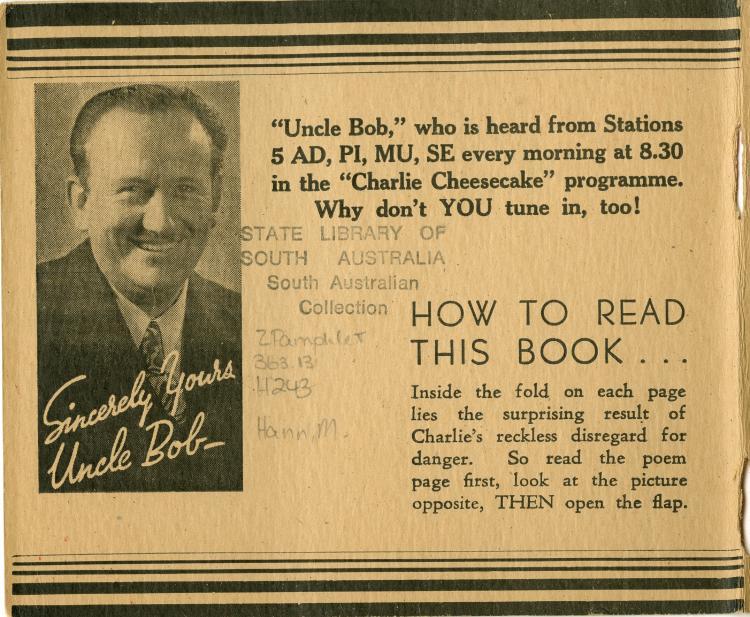 "Uncle Bob," who is heard from Stations
5 AD, PI, MU, SE every morning at 8.30
in the "Charlie Cheesecake" programme.
Why don't YOU tune in, too!
STATE LIBRARY OF
SOUTH AUSTRALIA
South Australian
Collection
Z Pamphlet
363.13
H243
Hann, M.
Sincerely Yours
Uncle Bob—
HOW TO READ
THIS BOOK . . .
Inside the fold on each page
lies the surprising result of
Charlie's reckless disregard for
danger. So read the poem
page first, look at the picture
opposite, THEN open the flap.